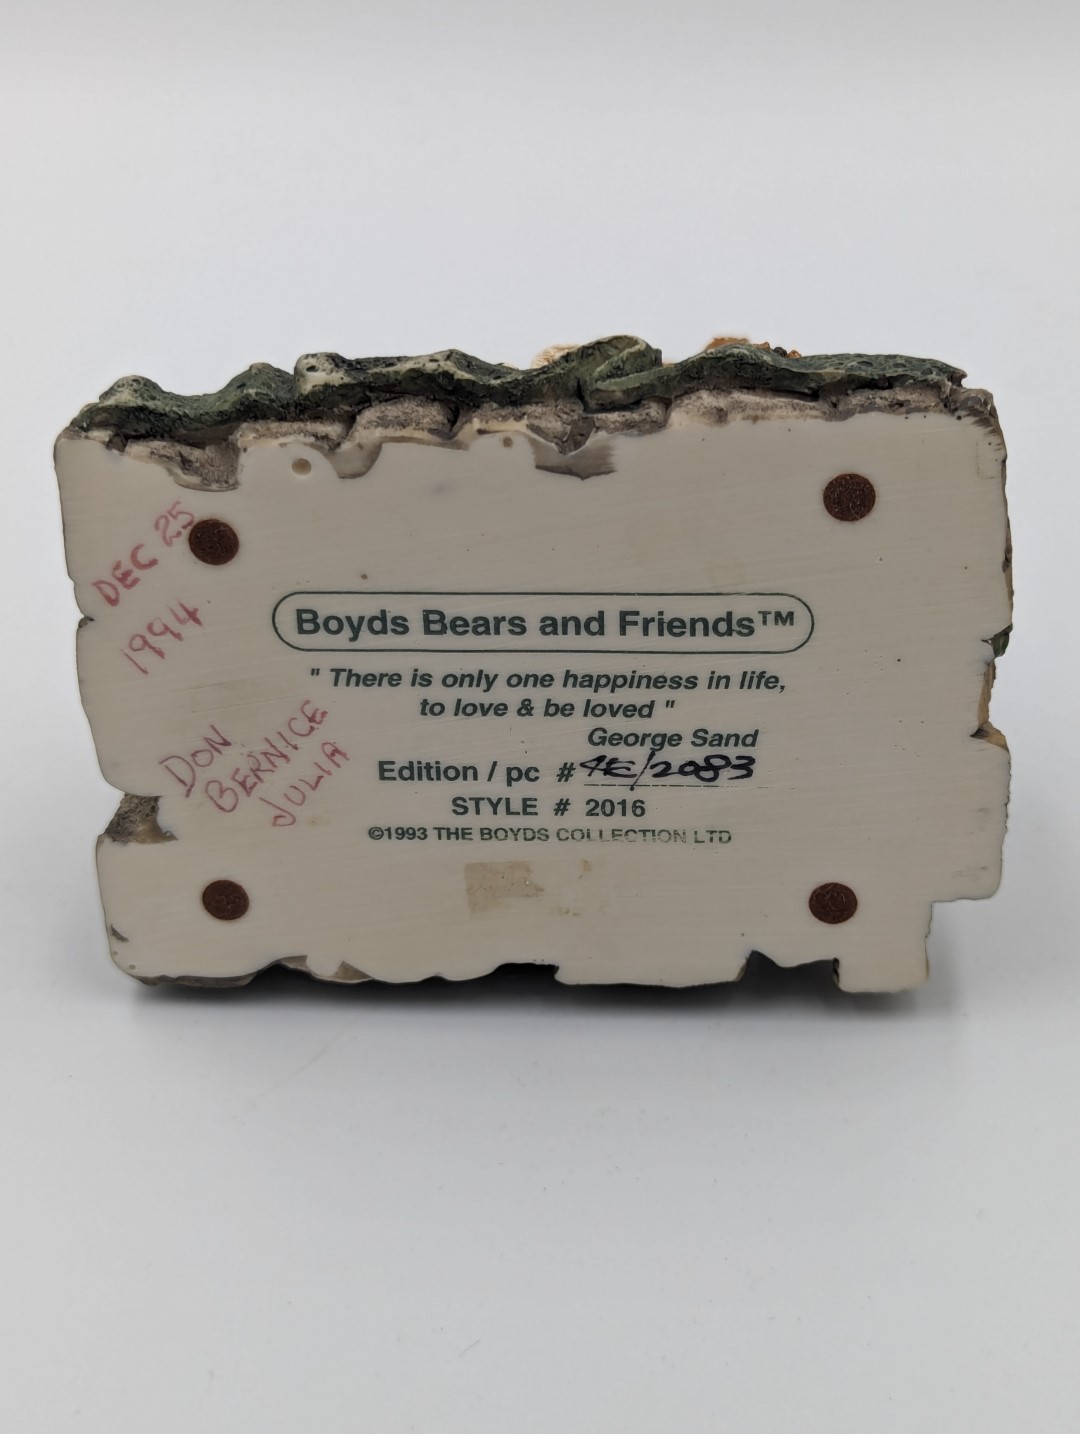 DEC 25
1994
DON
BERNICE
JULIA
Boyds Bears and Friends™
" There is only one happiness in life,
to love & be loved "
George Sand
Edition / pc # 4E/2083
STYLE # 2016
©1993 THE BOYDS COLLECTION LTD